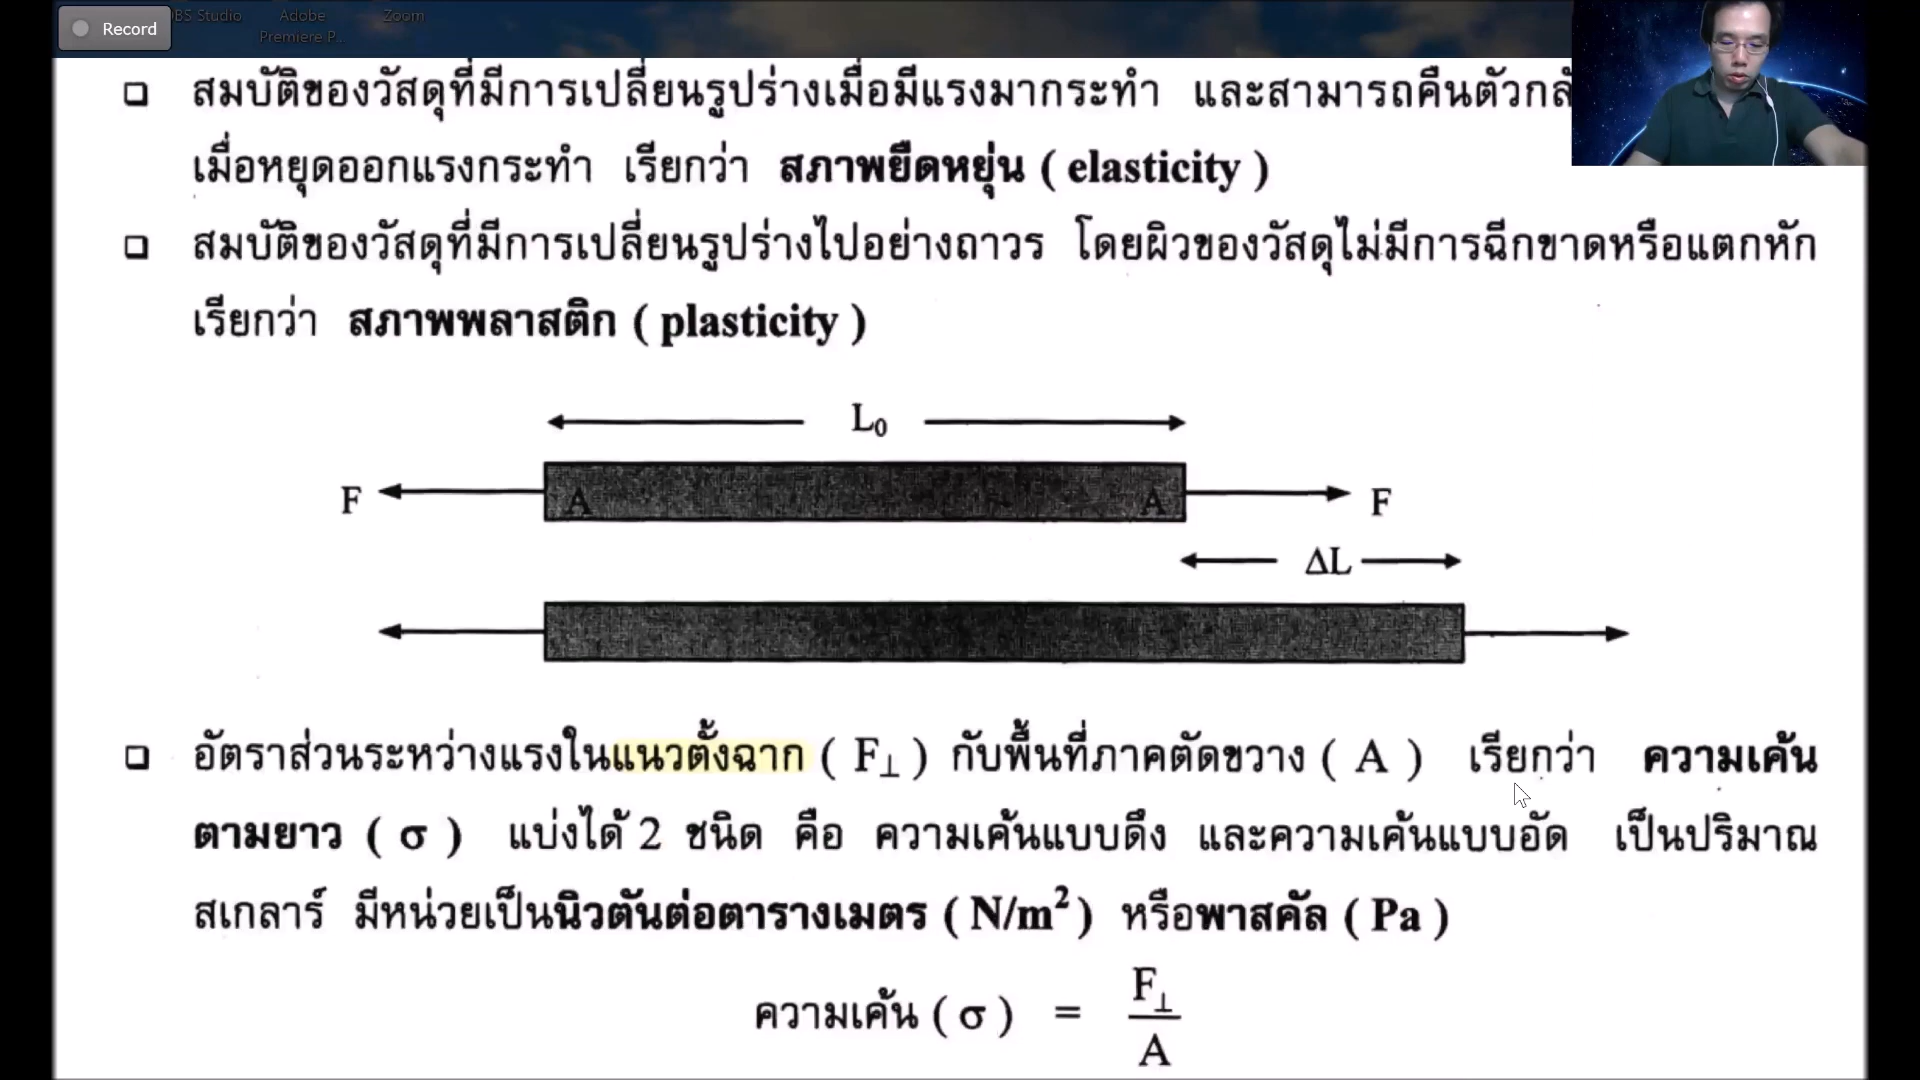 Record
OBS Studio
Adobe
Premiere P...
Zoom
สมบัติของวัสดุที่มีการเปลี่ยนรูปร่างเมื่อมีแรงมากระทำ และสามารถคืนตัวกลั
เมื่อหยุดออกแรงกระทำ เรียกว่า สภาพยืดหยุ่น ( elasticity )
สมบัติของวัสดุที่มีการเปลี่ยนรูปร่างไปอย่างถาวร โดยผิวของวัสดุไม่มีการฉีกขาดหรือแตกหัก
เรียกว่า สภาพพลาสติก ( plasticity )
L₀
F A A F
ΔL
อัตราส่วนระหว่างแรงในแนวตั้งฉาก ( F⊥ ) กับพื้นที่ภาคตัดขวาง ( A ) เรียกว่า ความเค้น
ตามยาว ( σ ) แบ่งได้ 2 ชนิด คือ ความเค้นแบบดึง และความเค้นแบบอัด เป็นปริมาณ
สเกลาร์ มีหน่วยเป็นนิวตันต่อตารางเมตร ( N/m² ) หรือพาสคัล ( Pa )
ความเค้น ( σ ) = F⊥
A